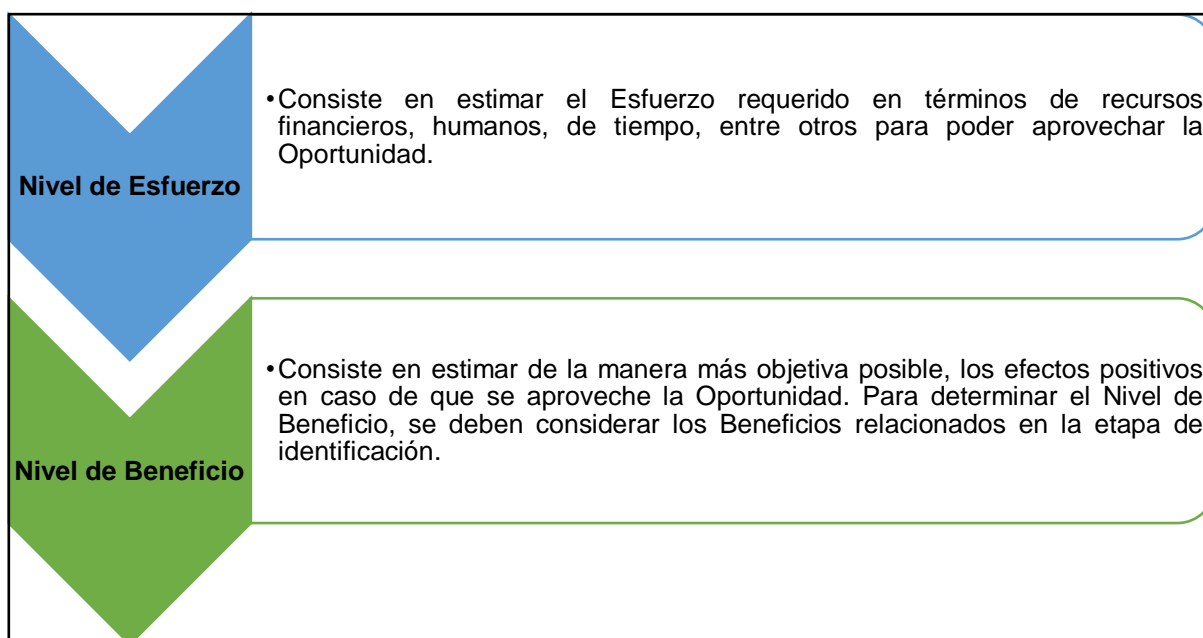 Nivel de Esfuerzo
•Consiste en estimar el Esfuerzo requerido en términos de recursos
financieros, humanos, de tiempo, entre otros para poder aprovechar la
Oportunidad.
Nivel de Beneficio
•Consiste en estimar de la manera más objetiva posible, los efectos positivos
en caso de que se aproveche la Oportunidad. Para determinar el Nivel de
Beneficio, se deben considerar los Beneficios relacionados en la etapa de
identificación.